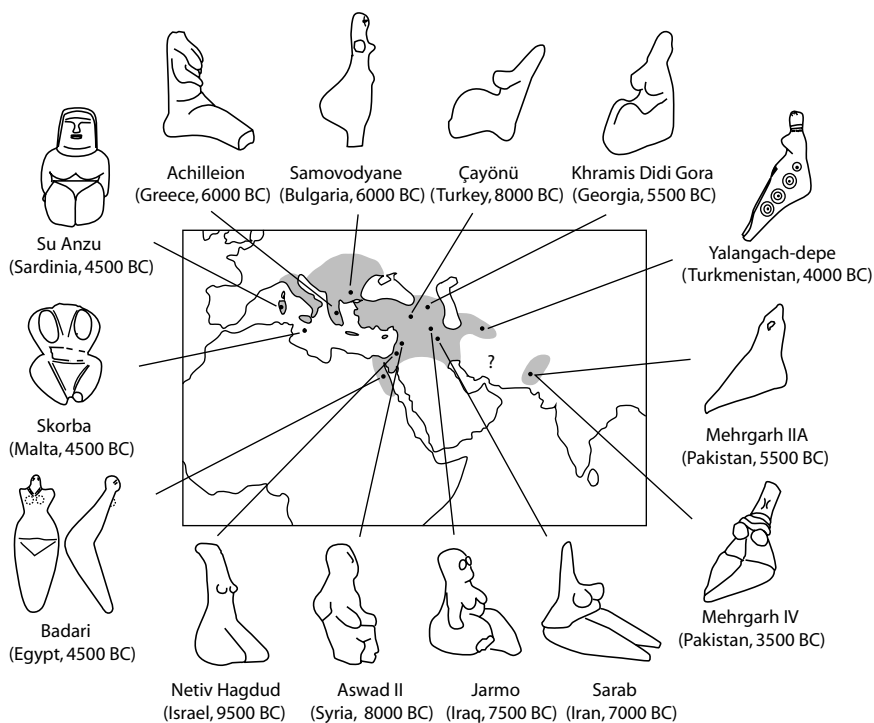 Achilleion
(Greece, 6000 BC)
Samovodyane
(Bulgaria, 6000 BC)
Çayönü
(Turkey, 8000 BC)
Khramis Didi Gora
(Georgia, 5500 BC)
Su Anzu
(Sardinia, 4500 BC)
Yalangach-depe
(Turkmenistan, 4000 BC)
?
Skorba
(Malta, 4500 BC)
Mehrgarh IIA
(Pakistan, 5500 BC)
Badari
(Egypt, 4500 BC)
Mehrgarh IV
(Pakistan, 3500 BC)
Netiv Hagdud
(Israel, 9500 BC)
Aswad II
(Syria, 8000 BC)
Jarmo
(Iraq, 7500 BC)
Sarab
(Iran, 7000 BC)